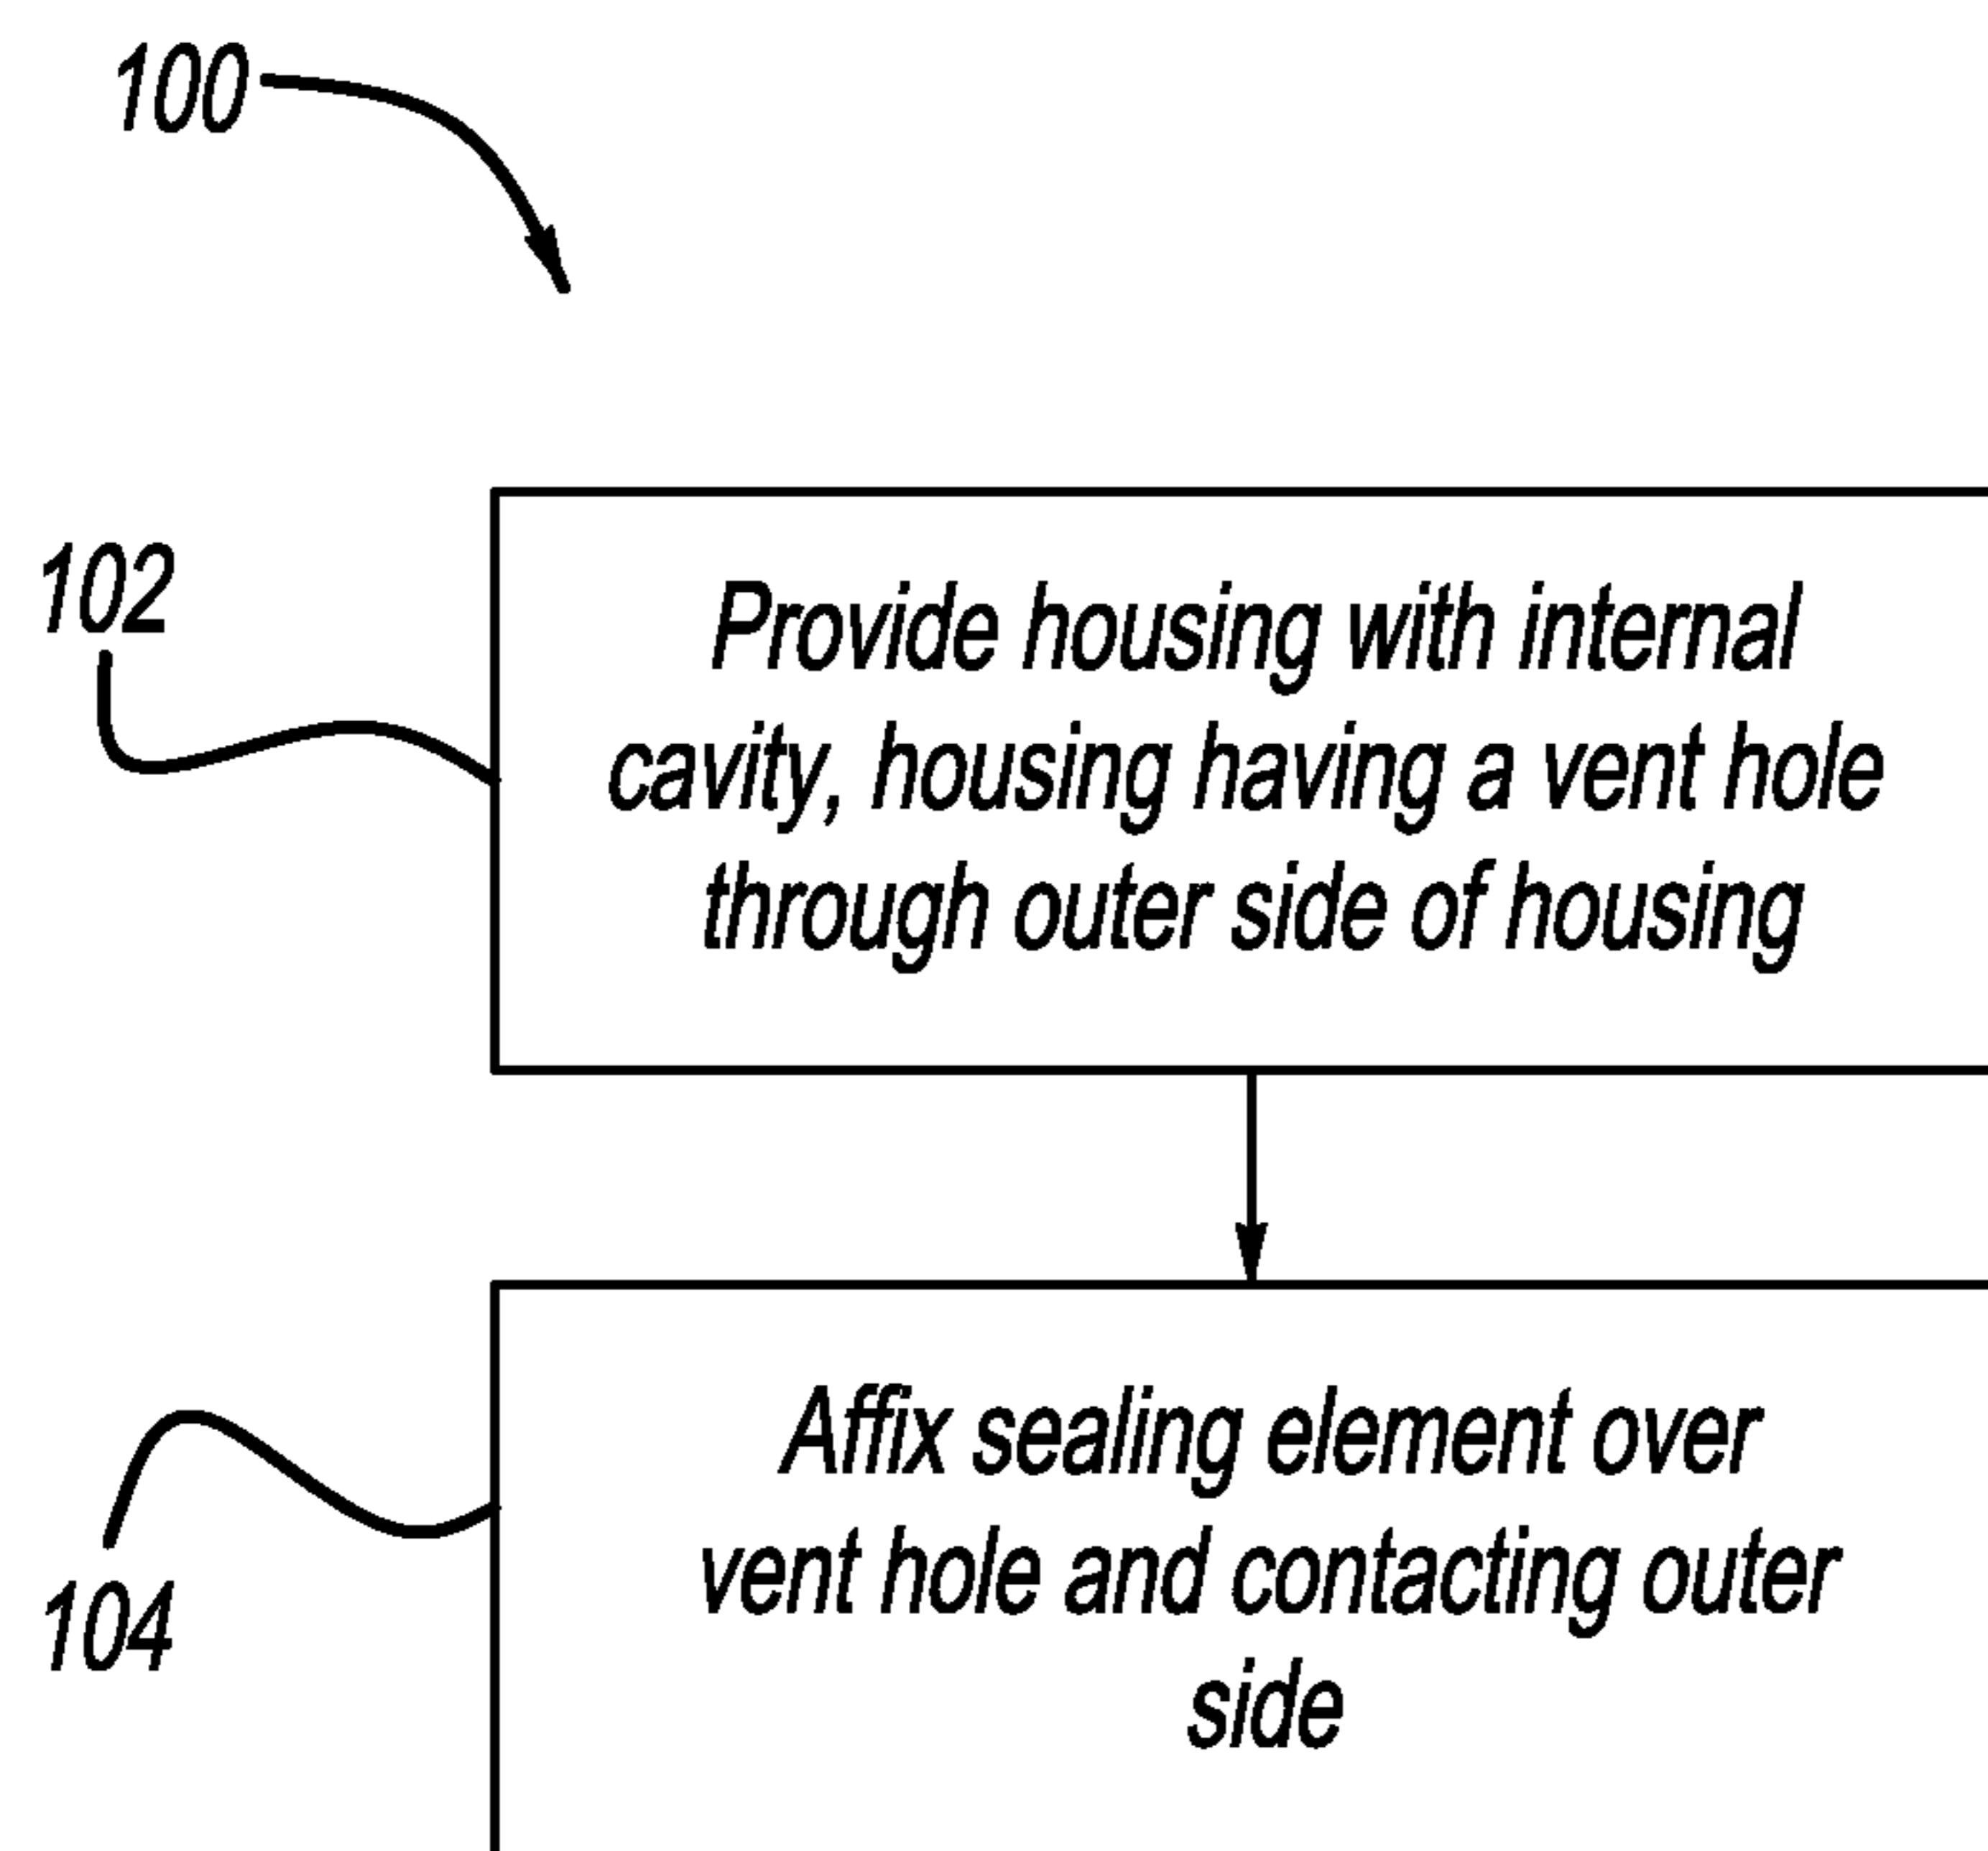 100
102
Provide housing with internal
cavity, housing having a vent hole
through outer side of housing
Affix sealing element over
vent hole and contacting outer
side
104